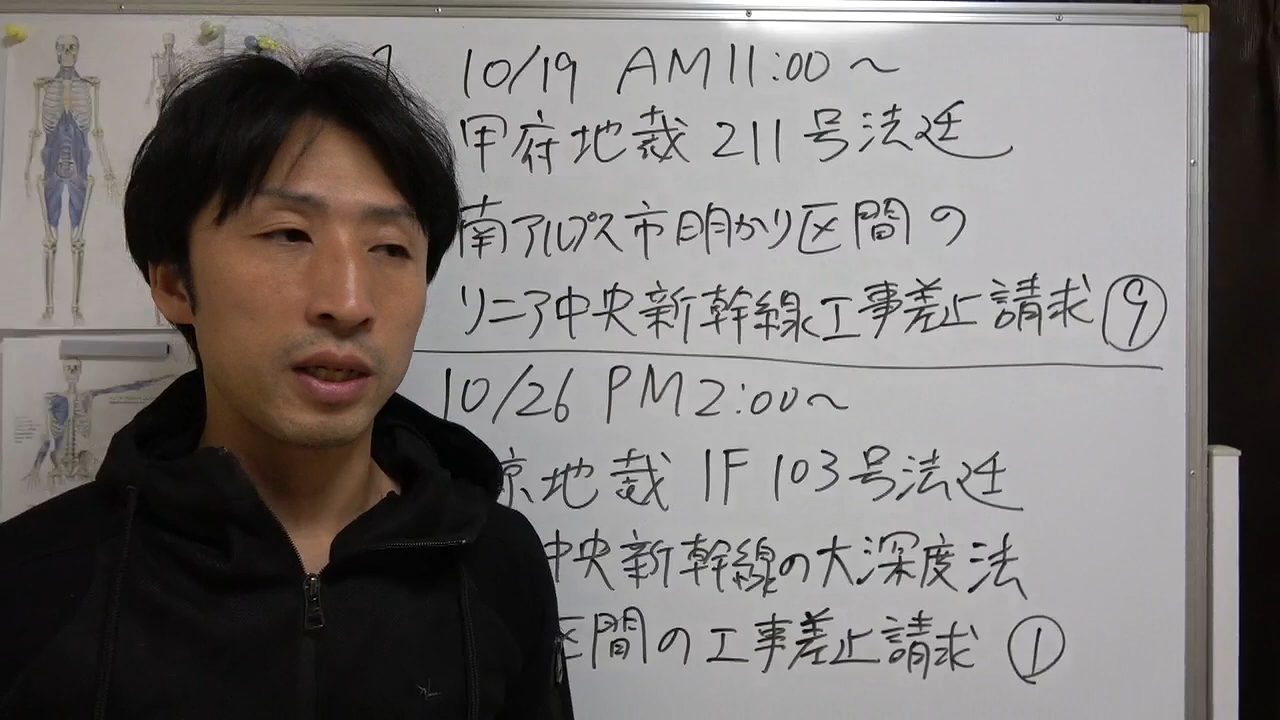 10/19 AM11:00～
甲府地裁 211号法廷
南アルプス市明かり区間の
リニア中央新幹線工事差止請求⑨
10/26 PM2:00～
京地裁 1F 103号法廷
中央新幹線の大深度法
区間の工事差止請求①